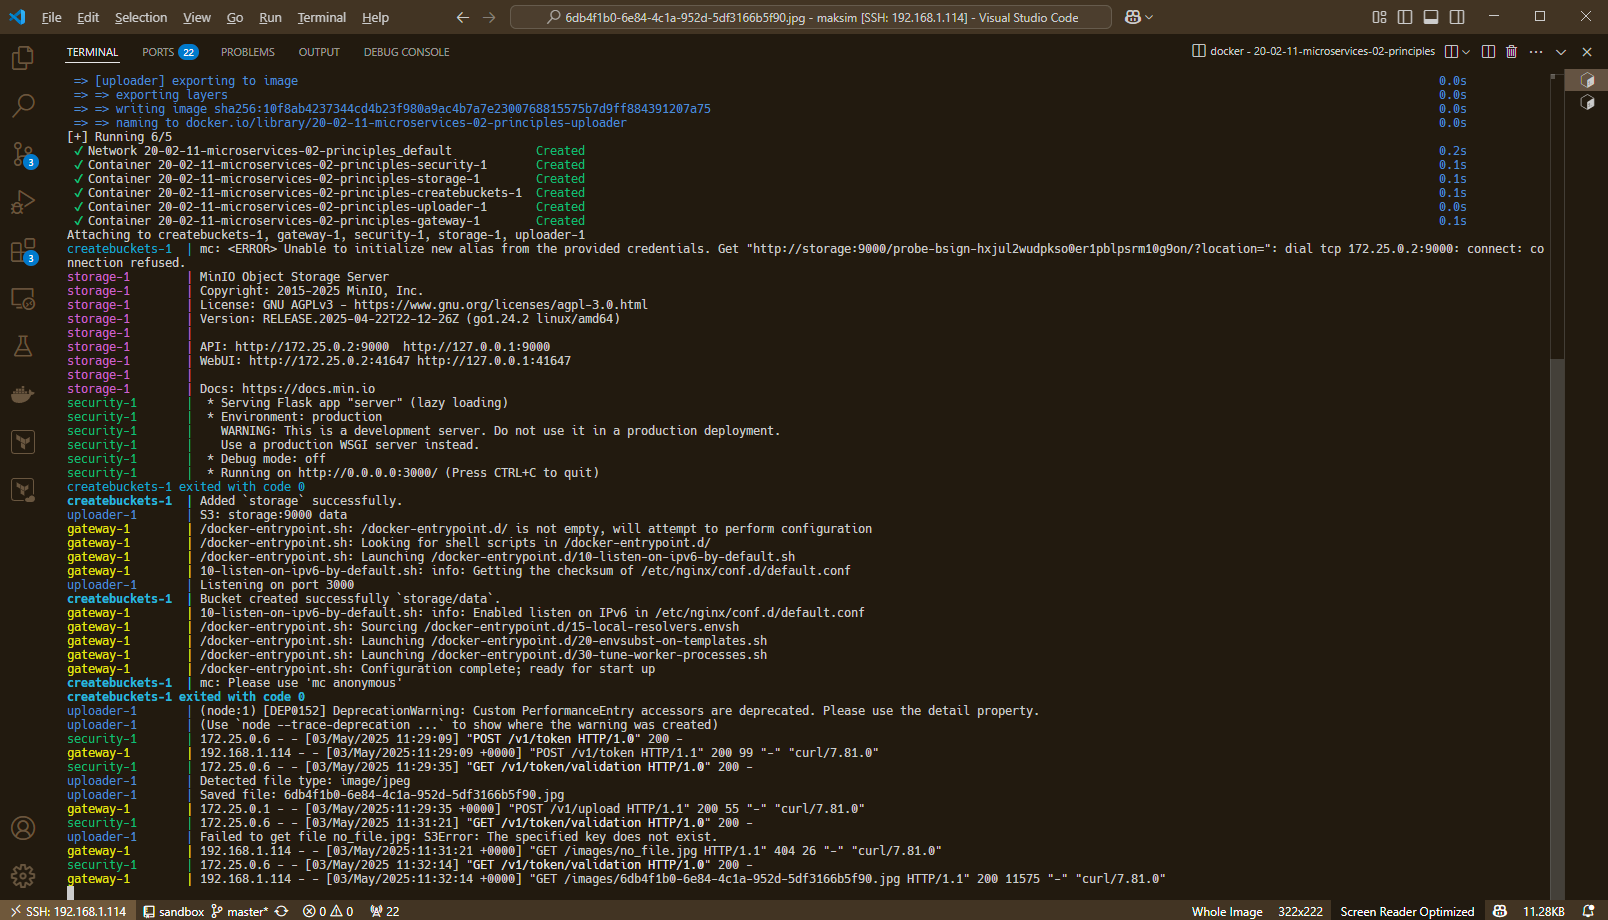 File Edit Selection View Go Run Terminal Help
6db4f1b0-6e84-4c1a-952d-5df3166b5f90.jpg - maksim [SSH: 192.168.1.114] - Visual Studio Code
TERMINAL PORTS 22 PROBLEMS OUTPUT DEBUG CONSOLE
docker - 20-02-11-microservices-02-principles
=> [uploader] exporting to image 0.0s
=> => exporting layers 0.0s
=> => writing image sha256:10f8ab4237344cd4b23f980a9ac4b7a7e2300768815575b7d9ff884391207a75 0.0s
=> => naming to docker.io/library/20-02-11-microservices-02-principles-uploader 0.0s
[+] Running 6/5
✓ Network 20-02-11-microservices-02-principles_default Created 0.2s
✓ Container 20-02-11-microservices-02-principles-security-1 Created 0.1s
✓ Container 20-02-11-microservices-02-principles-storage-1 Created 0.1s
✓ Container 20-02-11-microservices-02-principles-createbuckets-1 Created 0.1s
✓ Container 20-02-11-microservices-02-principles-uploader-1 Created 0.0s
✓ Container 20-02-11-microservices-02-principles-gateway-1 Created 0.1s
Attaching to createbuckets-1, gateway-1, security-1, storage-1, uploader-1
createbuckets-1 | mc: <ERROR> Unable to initialize new alias from the provided credentials. Get "http://storage:9000/probe-bsign-hxjul2wudpkso0er1pblpsrm10g9on/?location=": dial tcp 172.25.0.2:9000: connect: co
nnection refused.
storage-1 | MinIO Object Storage Server
storage-1 | Copyright: 2015-2025 MinIO, Inc.
storage-1 | License: GNU AGPLv3 - https://www.gnu.org/licenses/agpl-3.0.html
storage-1 | Version: RELEASE.2025-04-22T22-12-26Z (go1.24.2 linux/amd64)
storage-1 |
storage-1 | API: http://172.25.0.2:9000 http://127.0.0.1:9000
storage-1 | WebUI: http://172.25.0.2:41647 http://127.0.0.1:41647
storage-1 |
storage-1 | Docs: https://docs.min.io
security-1 | * Serving Flask app "server" (lazy loading)
security-1 | * Environment: production
security-1 | WARNING: This is a development server. Do not use it in a production deployment.
security-1 | Use a production WSGI server instead.
security-1 | * Debug mode: off
security-1 | * Running on http://0.0.0.0:3000/ (Press CTRL+C to quit)
createbuckets-1 exited with code 0
createbuckets-1 | Added `storage` successfully.
uploader-1 | S3: storage:9000 data
gateway-1 | /docker-entrypoint.sh: /docker-entrypoint.d/ is not empty, will attempt to perform configuration
gateway-1 | /docker-entrypoint.sh: Looking for shell scripts in /docker-entrypoint.d/
gateway-1 | /docker-entrypoint.sh: Launching /docker-entrypoint.d/10-listen-on-ipv6-by-default.sh
gateway-1 | 10-listen-on-ipv6-by-default.sh: info: Getting the checksum of /etc/nginx/conf.d/default.conf
uploader-1 | Listening on port 3000
createbuckets-1 | Bucket created successfully `storage/data`.
gateway-1 | 10-listen-on-ipv6-by-default.sh: info: Enabled listen on IPv6 in /etc/nginx/conf.d/default.conf
gateway-1 | /docker-entrypoint.sh: Sourcing /docker-entrypoint.d/15-local-resolvers.envsh
gateway-1 | /docker-entrypoint.sh: Launching /docker-entrypoint.d/20-envsubst-on-templates.sh
gateway-1 | /docker-entrypoint.sh: Launching /docker-entrypoint.d/30-tune-worker-processes.sh
gateway-1 | /docker-entrypoint.sh: Configuration complete; ready for start up
createbuckets-1 | mc: Please use 'mc anonymous'
createbuckets-1 exited with code 0
uploader-1 | (node:1) [DEP0152] DeprecationWarning: Custom PerformanceEntry accessors are deprecated. Please use the detail property.
uploader-1 | (Use `node --trace-deprecation ...` to show where the warning was created)
security-1 | 172.25.0.6 - - [03/May/2025 11:29:09] "POST /v1/token HTTP/1.0" 200 -
gateway-1 | 192.168.1.114 - - [03/May/2025:11:29:09 +0000] "POST /v1/token HTTP/1.1" 200 99 "-" "curl/7.81.0"
security-1 | 172.25.0.6 - - [03/May/2025 11:29:35] "GET /v1/token/validation HTTP/1.0" 200 -
uploader-1 | Detected file type: image/jpeg
uploader-1 | Saved file: 6db4f1b0-6e84-4c1a-952d-5df3166b5f90.jpg
gateway-1 | 172.25.0.1 - - [03/May/2025:11:29:35 +0000] "POST /v1/upload HTTP/1.1" 200 55 "-" "curl/7.81.0"
security-1 | 172.25.0.6 - - [03/May/2025 11:31:21] "GET /v1/token/validation HTTP/1.0" 200 -
uploader-1 | Failed to get file no_file.jpg: S3Error: The specified key does not exist.
gateway-1 | 192.168.1.114 - - [03/May/2025:11:31:21 +0000] "GET /images/no_file.jpg HTTP/1.1" 404 26 "-" "curl/7.81.0"
security-1 | 172.25.0.6 - - [03/May/2025 11:32:14] "GET /v1/token/validation HTTP/1.0" 200 -
gateway-1 | 192.168.1.114 - - [03/May/2025:11:32:14 +0000] "GET /images/6db4f1b0-6e84-4c1a-952d-5df3166b5f90.jpg HTTP/1.1" 200 11575 "-" "curl/7.81.0"
3
3
SSH: 192.168.1.114 sandbox master* 0 0 22 Whole Image 322x222 Screen Reader Optimized 11.28KB